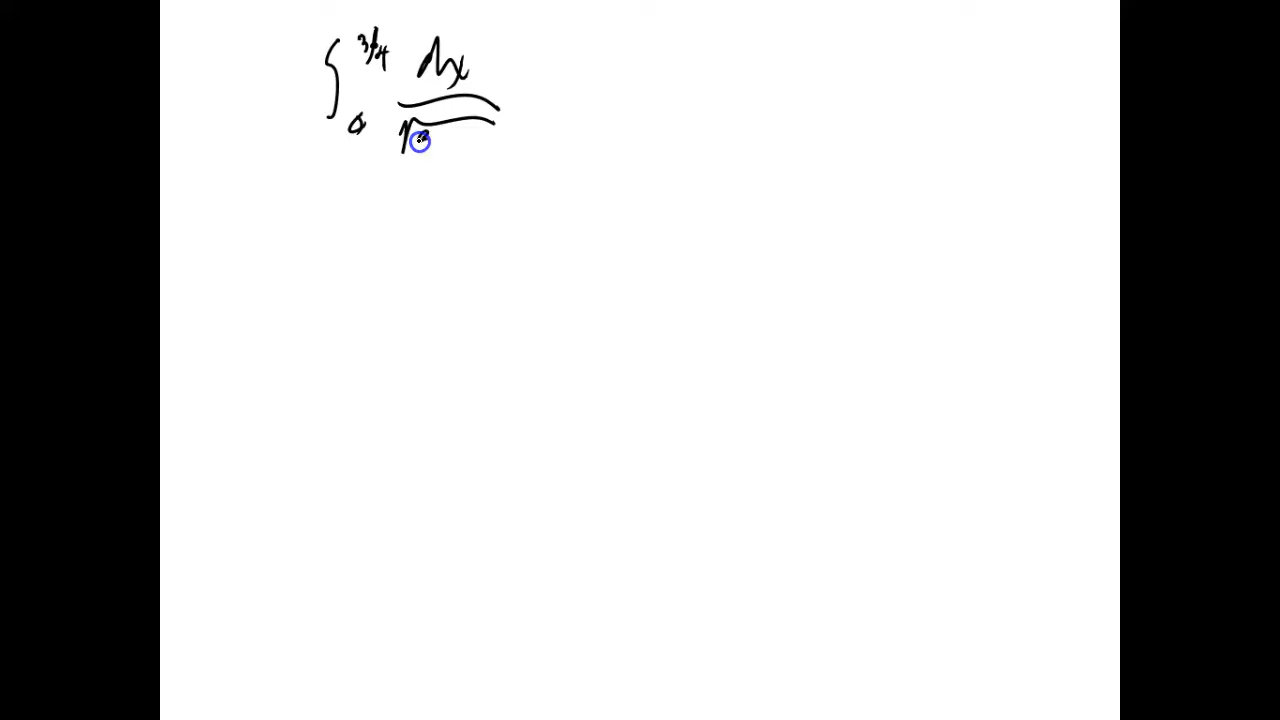 ∫₀^{3/4} dx / √